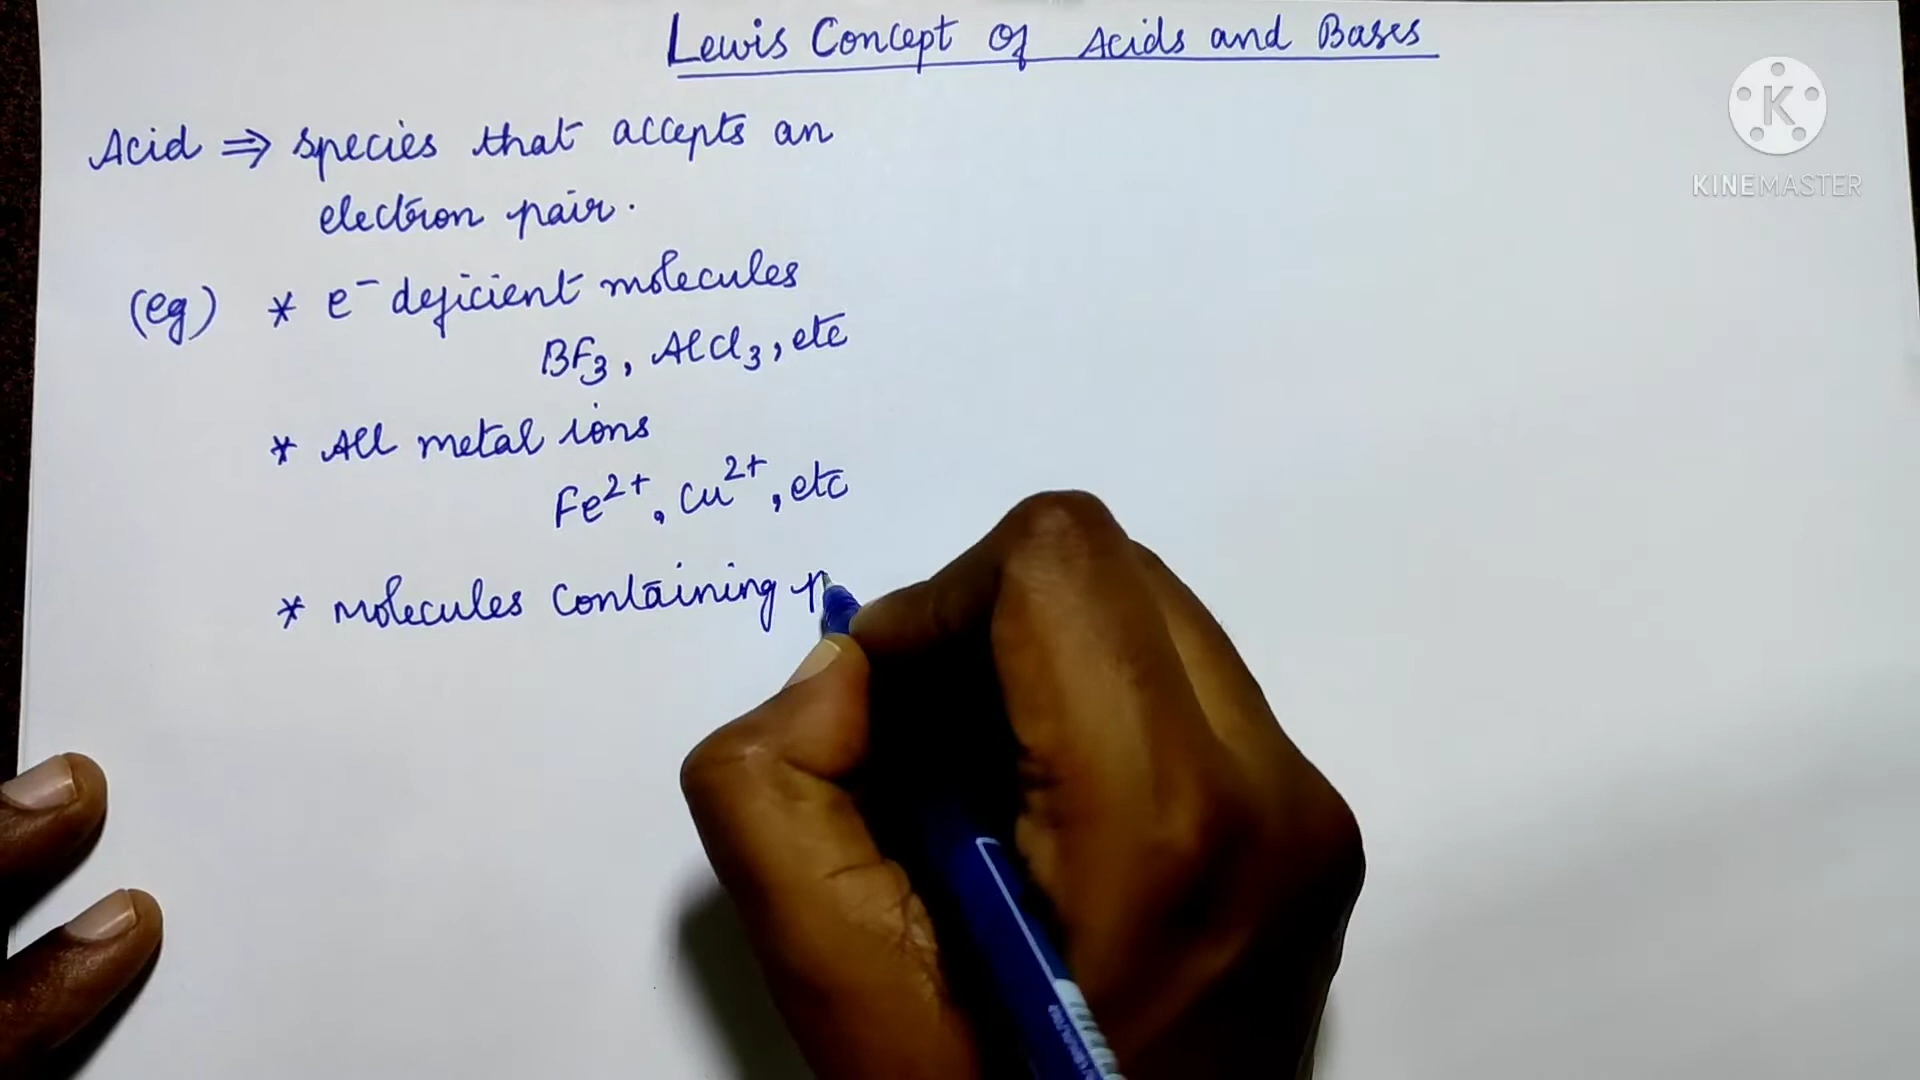 Lewis Concept of Acids and Bases
Acid ⇒ species that accepts an
electron pair.
(eg) * e⁻ deficient molecules
BF₃, AlCl₃, etc
* All metal ions
Fe²⁺, Cu²⁺, etc
* molecules containing p
KINEMASTER